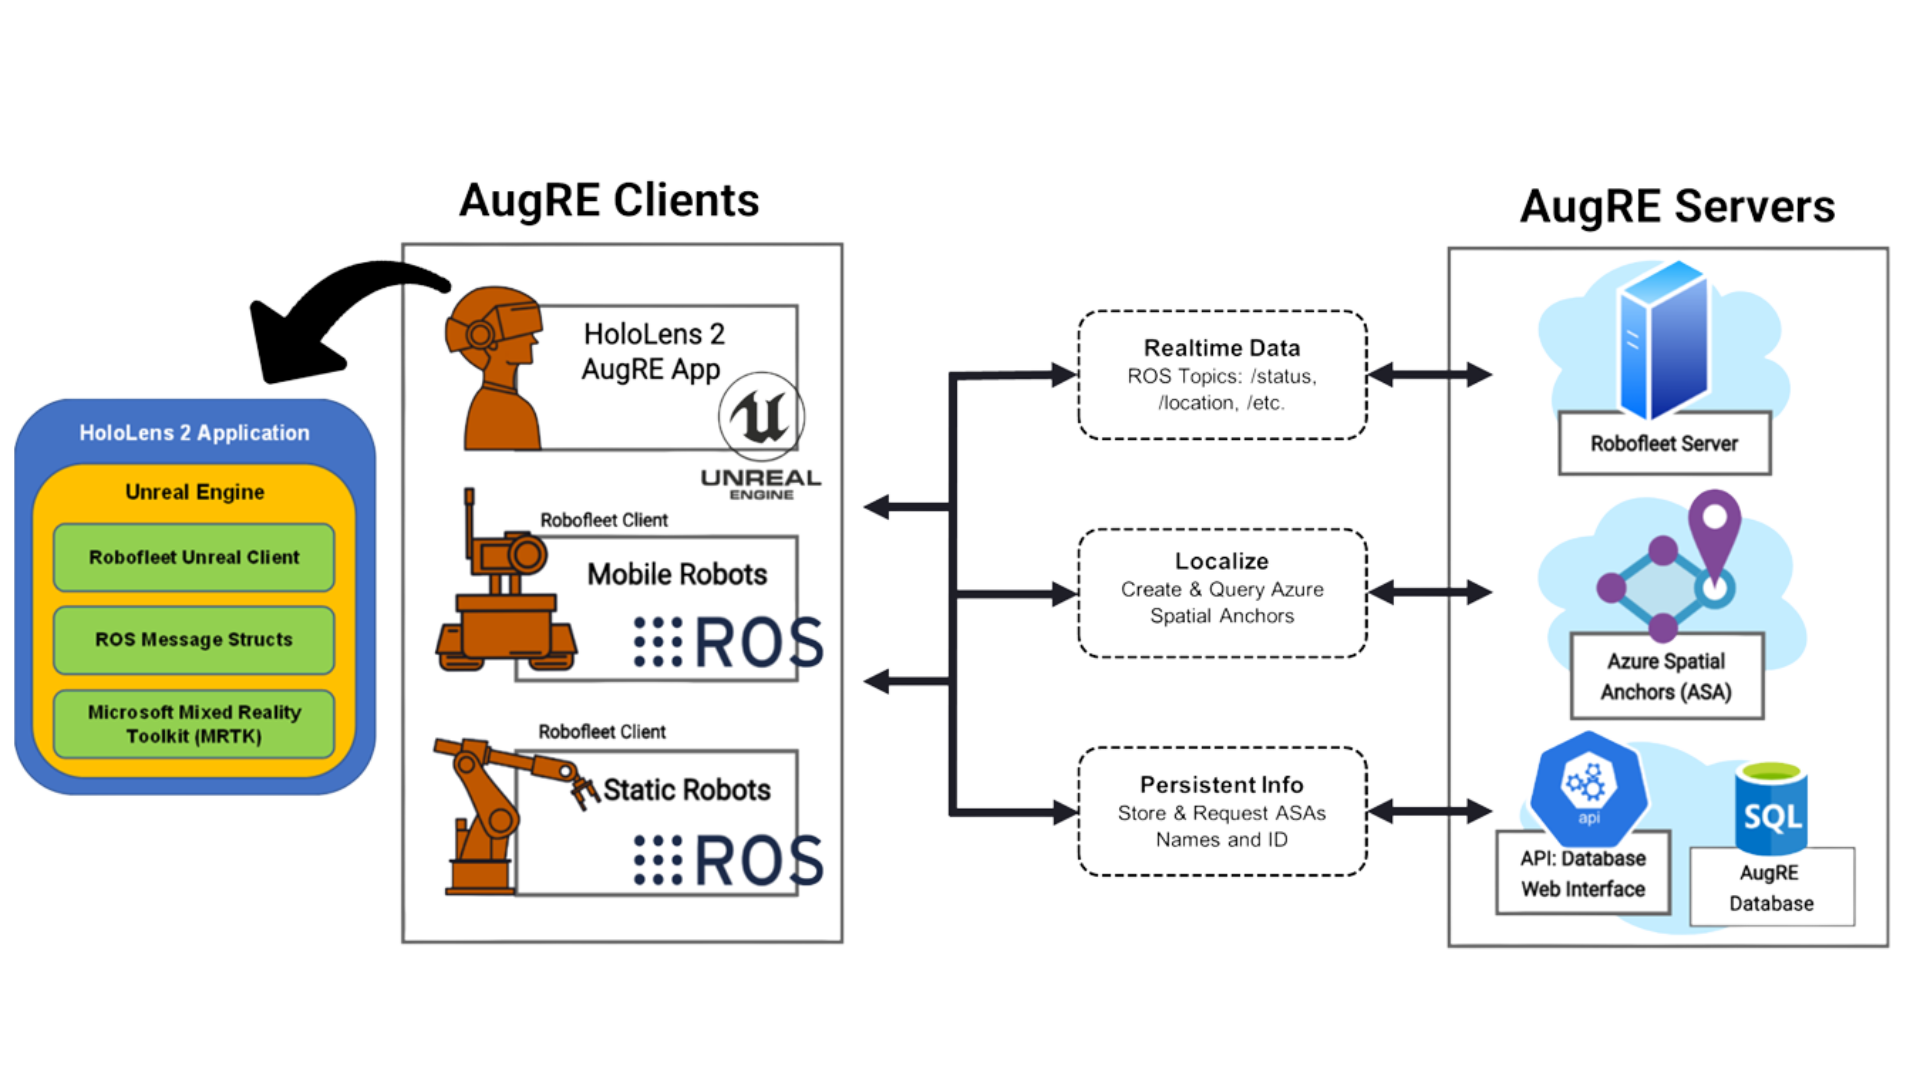 AugRE Clients
AugRE Servers
HoloLens 2 Application
Unreal Engine
Robofleet Unreal Client
ROS Message Structs
Microsoft Mixed Reality
Toolkit (MRTK)
HoloLens 2
AugRE App
UNREAL
ENGINE
Robofleet Client
Mobile Robots
ROS
Robofleet Client
Static Robots
ROS
Realtime Data
ROS Topics: /status,
/location, /etc.
Localize
Create & Query Azure
Spatial Anchors
Persistent Info
Store & Request ASAs
Names and ID
Robofleet Server
Azure Spatial
Anchors (ASA)
api
API: Database
Web Interface
SQL
AugRE
Database